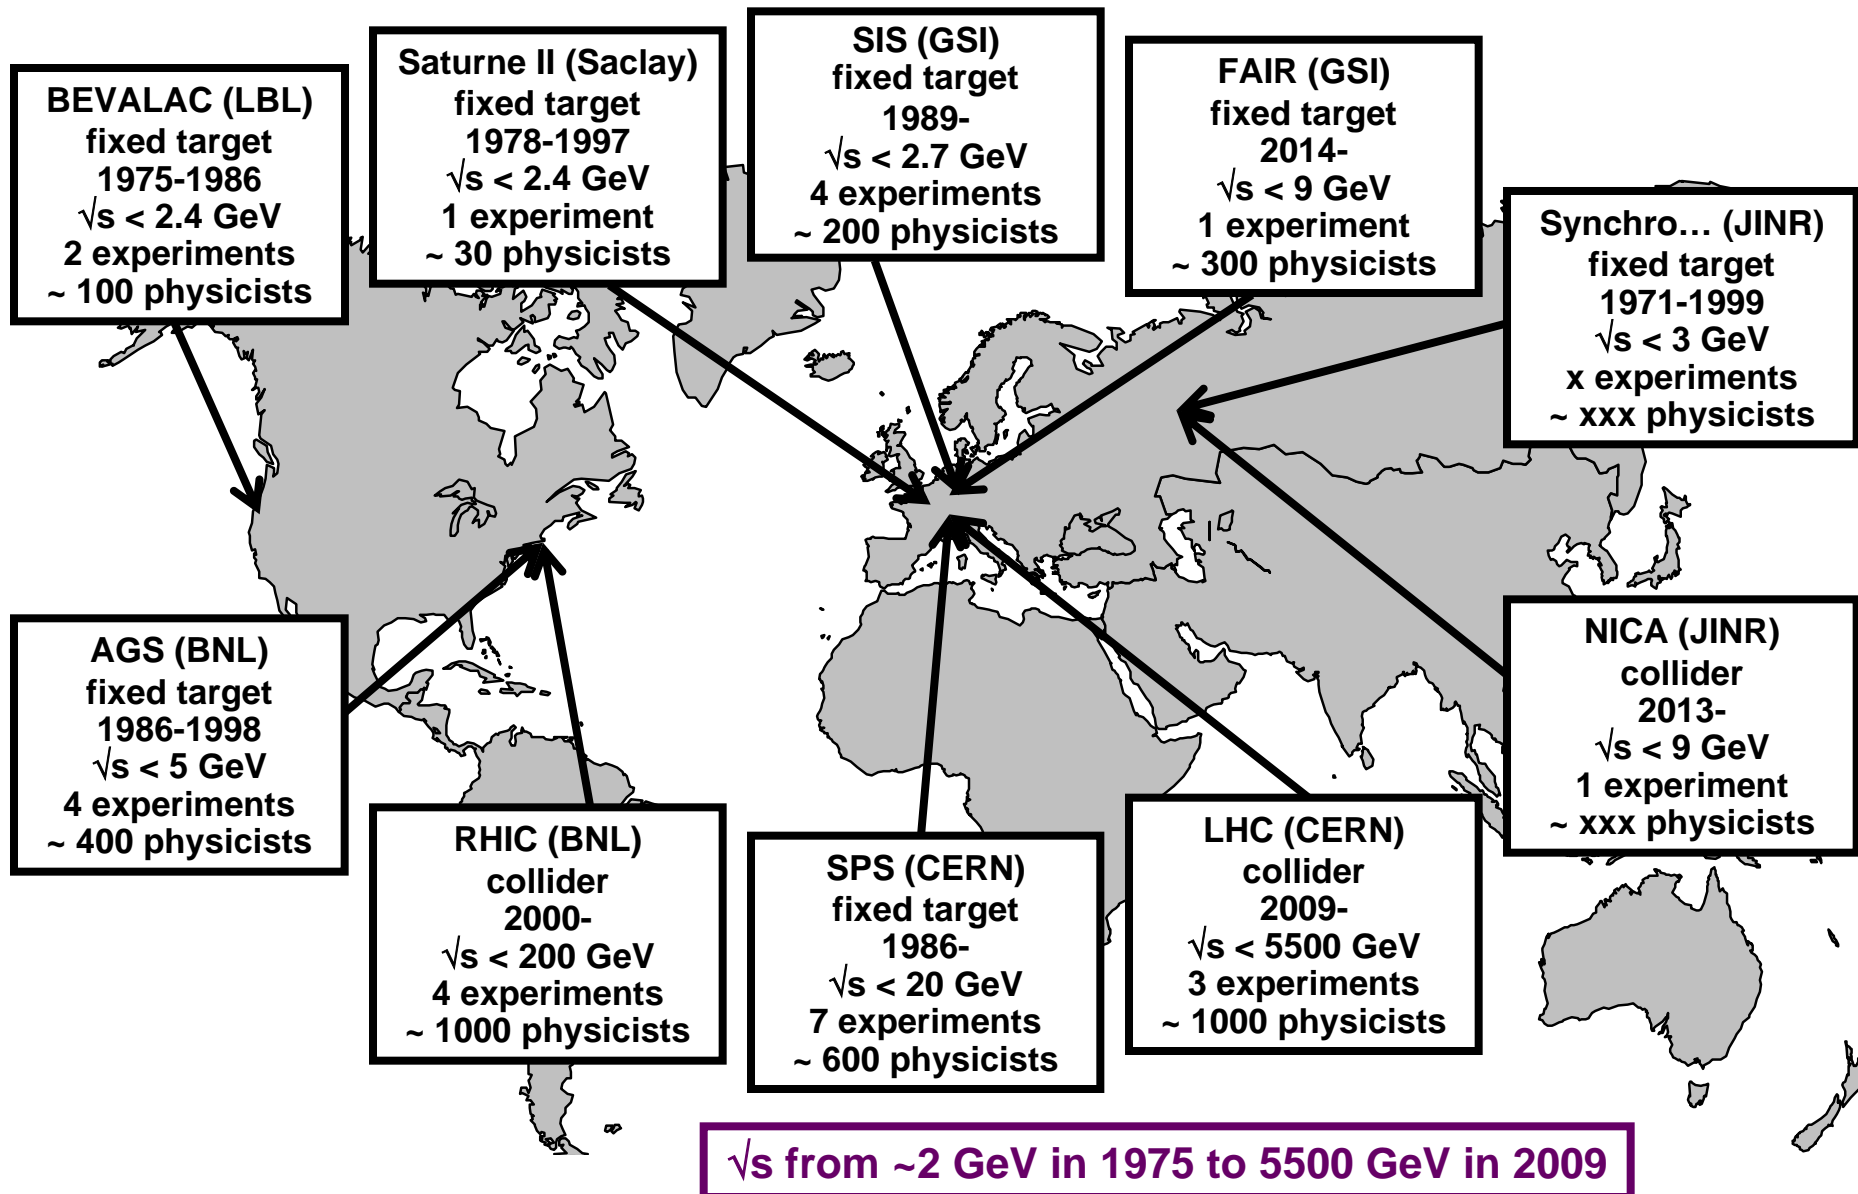 BEVALAC (LBL)
fixed target
1975-1986
√s < 2.4 GeV
2 experiments
~ 100 physicists
Saturne II (Saclay)
fixed target
1978-1997
√s < 2.4 GeV
1 experiment
~ 30 physicists
SIS (GSI)
fixed target
1989-
√s < 2.7 GeV
4 experiments
~ 200 physicists
FAIR (GSI)
fixed target
2014-
√s < 9 GeV
1 experiment
~ 300 physicists
Synchro… (JINR)
fixed target
1971-1999
√s < 3 GeV
x experiments
~ xxx physicists
AGS (BNL)
fixed target
1986-1998
√s < 5 GeV
4 experiments
~ 400 physicists
RHIC (BNL)
collider
2000-
√s < 200 GeV
4 experiments
~ 1000 physicists
SPS (CERN)
fixed target
1986-
√s < 20 GeV
7 experiments
~ 600 physicists
LHC (CERN)
collider
2009-
√s < 5500 GeV
3 experiments
~ 1000 physicists
NICA (JINR)
collider
2013-
√s < 9 GeV
1 experiment
~ xxx physicists
√s from ~2 GeV in 1975 to 5500 GeV in 2009